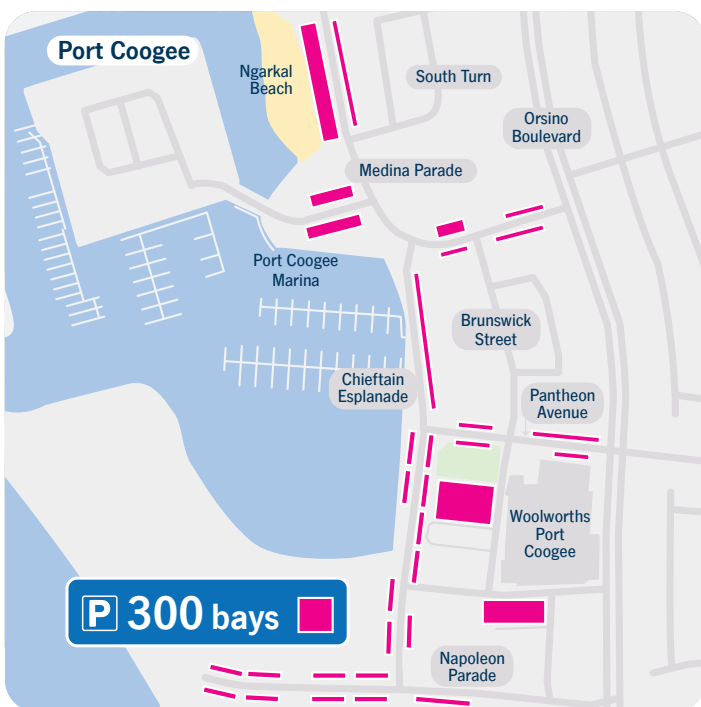 Port Coogee
Ngarkal
Beach
South Turn
Orsino
Boulevard
Medina Parade
Port Coogee
Marina
Brunswick
Street
Chieftain
Esplanade
Pantheon
Avenue
Woolworths
Port
Coogee
P 300 bays
Napoleon
Parade